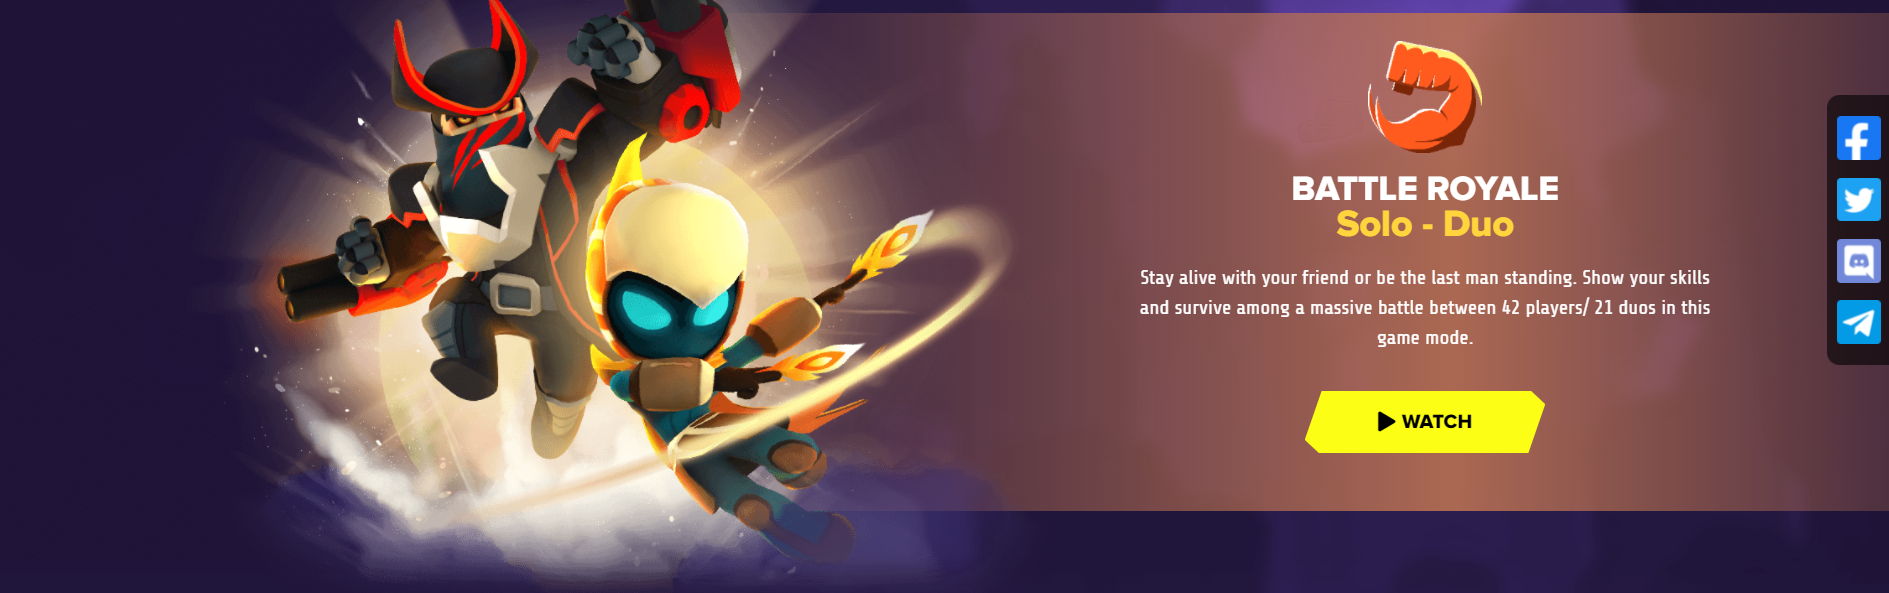 BATTLE ROYALE
Solo - Duo
Stay alive with your friend or be the last man standing. Show your skills
and survive among a massive battle between 42 players/ 21 duos in this
game mode.
WATCH